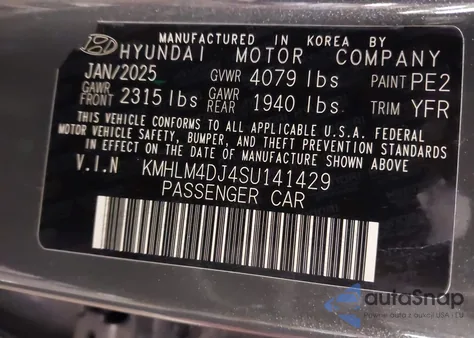 MANUFACTURED IN KOREA BY
HYUNDAI MOTOR COMPANY
JAN/2025 GVWR 4079 lbs PAINT PE2
GAWR FRONT 2315 lbs GAWR REAR 1940 lbs TRIM YFR
THIS VEHICLE CONFORMS TO ALL APPLICABLE U.S.A. FEDERAL
MOTOR VEHICLE SAFETY, BUMPER, AND THEFT PREVENTION STANDARDS
IN EFFECT ON THE DATE OF MANUFACTURE SHOWN ABOVE
V.I.N KMHLM4DJ4SU141429
PASSENGER CAR
autoSnap